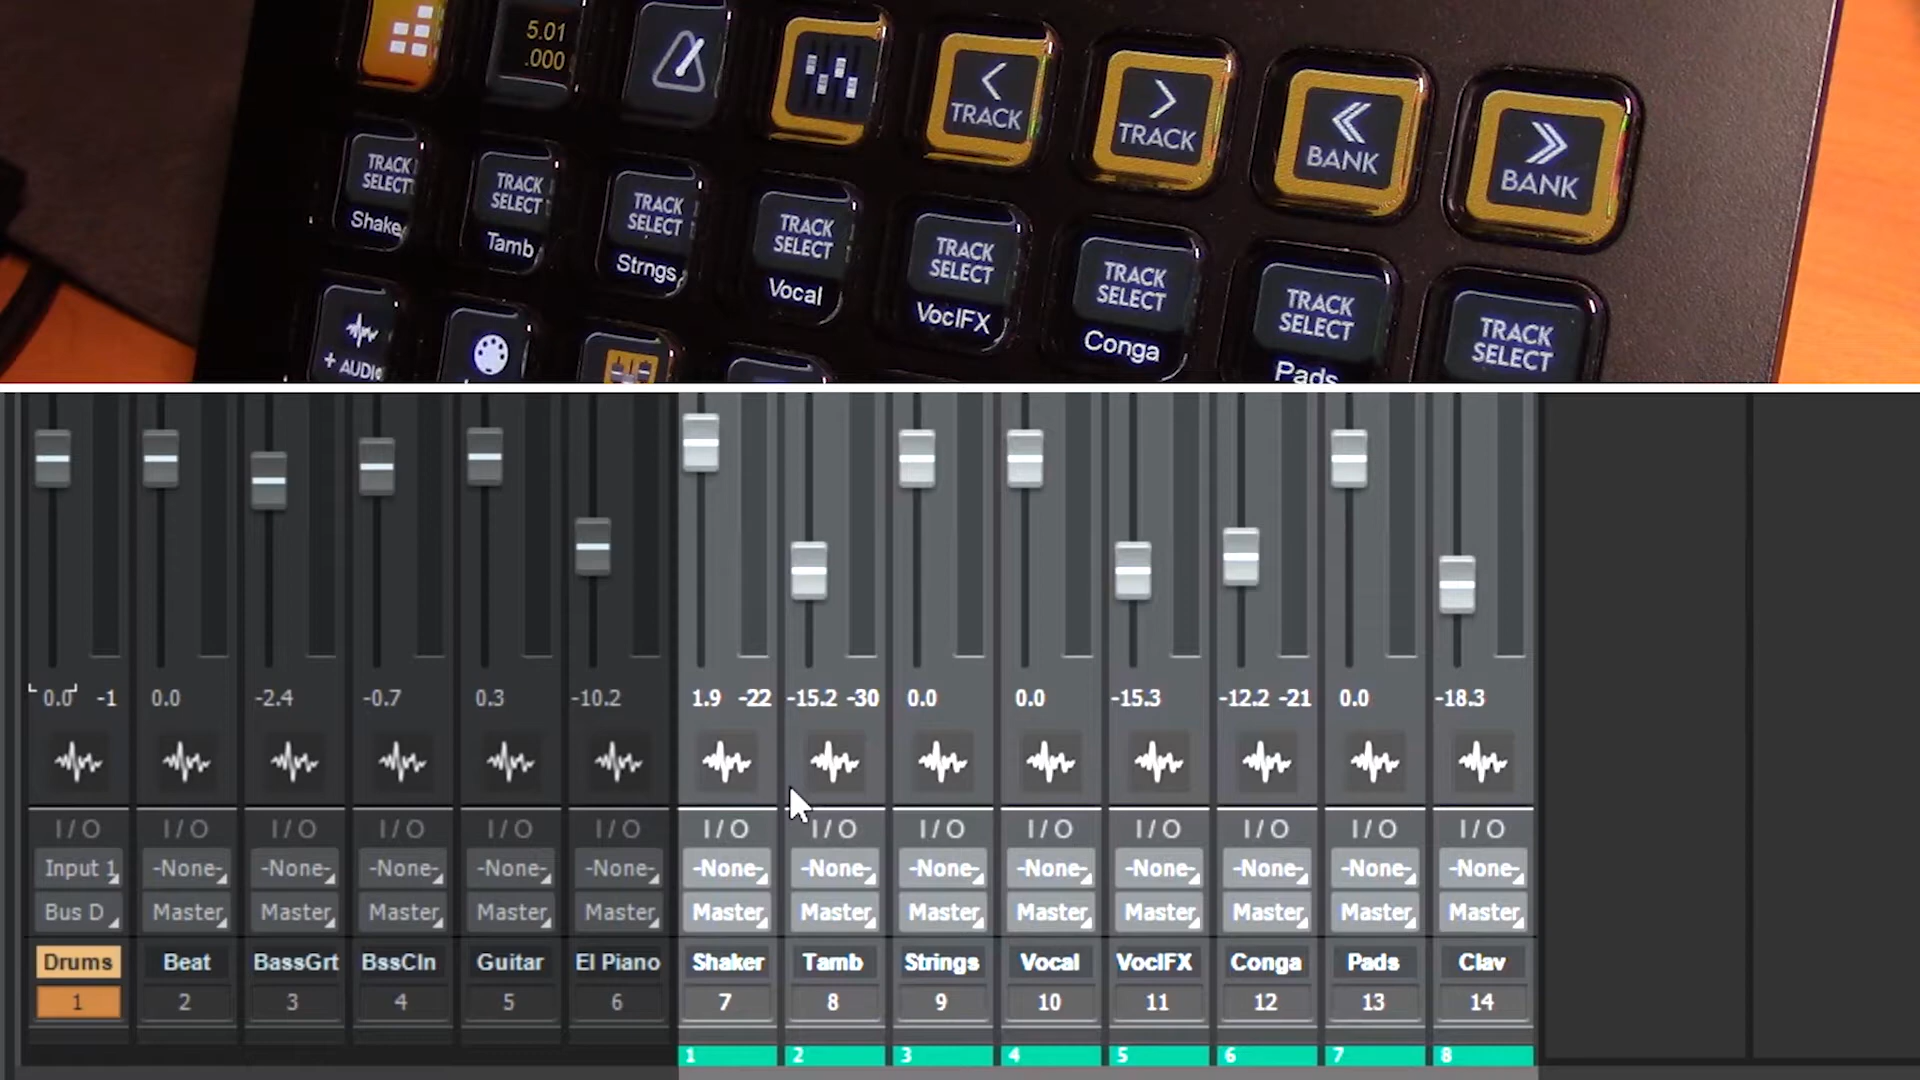 5.01
.000
< TRACK
> TRACK
« BANK
» BANK
TRACK SELECT Shake
TRACK SELECT Tamb
TRACK SELECT Strngs
TRACK SELECT Vocal
TRACK SELECT VoclFX
TRACK SELECT Conga
TRACK SELECT Pads
TRACK SELECT
+ AUDIO
0.0 -1 0.0 -2.4 -0.7 0.3 -10.2 1.9 -22 -15.2 -30 0.0 0.0 -15.3 -12.2 -21 0.0 -18.3
I/O I/O I/O I/O I/O I/O I/O I/O I/O I/O I/O I/O I/O I/O
Input 1 -None- -None- -None- -None- -None- -None- -None- -None- -None- -None- -None- -None- -None-
Bus D Master Master Master Master Master Master Master Master Master Master Master Master Master
Drums Beat BassGrt BssCln Guitar El Piano Shaker Tamb Strings Vocal VoclFX Conga Pads Clav
1 2 3 4 5 6 7 8 9 10 11 12 13 14
1 2 3 4 5 6 7 8